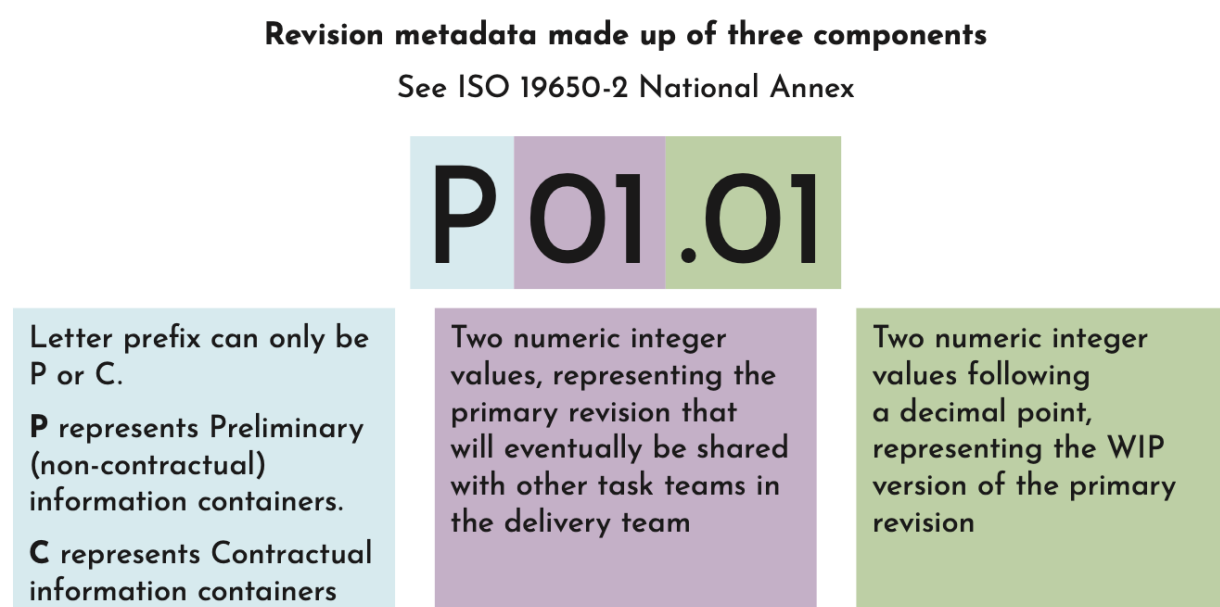 Revision metadata made up of three components
See ISO 19650-2 National Annex
P 01 .01
Letter prefix can only be
P or C.
P represents Preliminary
(non-contractual)
information containers.
C represents Contractual
information containers
Two numeric integer
values, representing the
primary revision that
will eventually be shared
with other task teams in
the delivery team
Two numeric integer
values following
a decimal point,
representing the WIP
version of the primary
revision